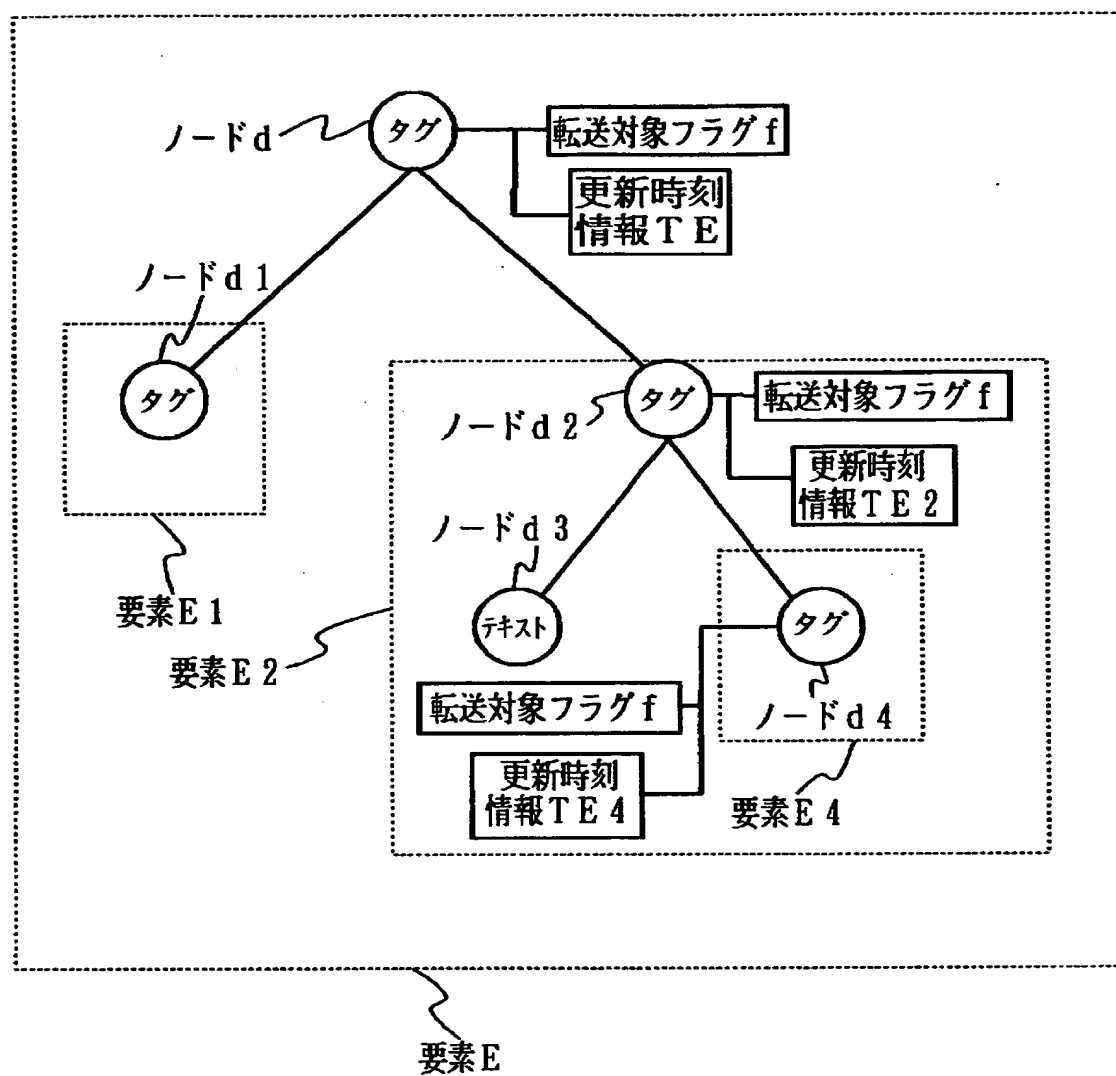 ノードd
タグ
転送対象フラグf
更新時刻
情報TE
ノードd1
タグ
タグ
転送対象フラグf
ノードd2
更新時刻
情報TE2
ノードd3
要素E1
テキスト
タグ
要素E2
転送対象フラグf
ノードd4
更新時刻
情報TE4
要素E4
要素E